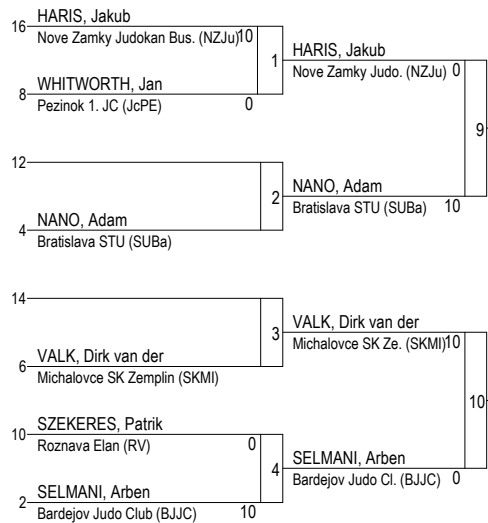 16
HARIS, Jakub
Nove Zamky Judokan Bus. (NZJu) 10
1
8
WHITWORTH, Jan
Pezinok 1. JC (JcPE) 0
HARIS, Jakub
Nove Zamky Judo. (NZJu) 0
9
12
2
4
NANO, Adam
Bratislava STU (SUBa)
NANO, Adam
Bratislava STU (SUBa) 10
14
3
6
VALK, Dirk van der
Michalovce SK Zemplin (SKMI)
VALK, Dirk van der
Michalovce SK Ze. (SKMI) 10
10
10
SZEKERES, Patrik
Roznava Elan (RV) 0
4
2
SELMANI, Arben
Bardejov Judo Club (BJJC) 10
SELMANI, Arben
Bardejov Judo Cl. (BJJC) 0